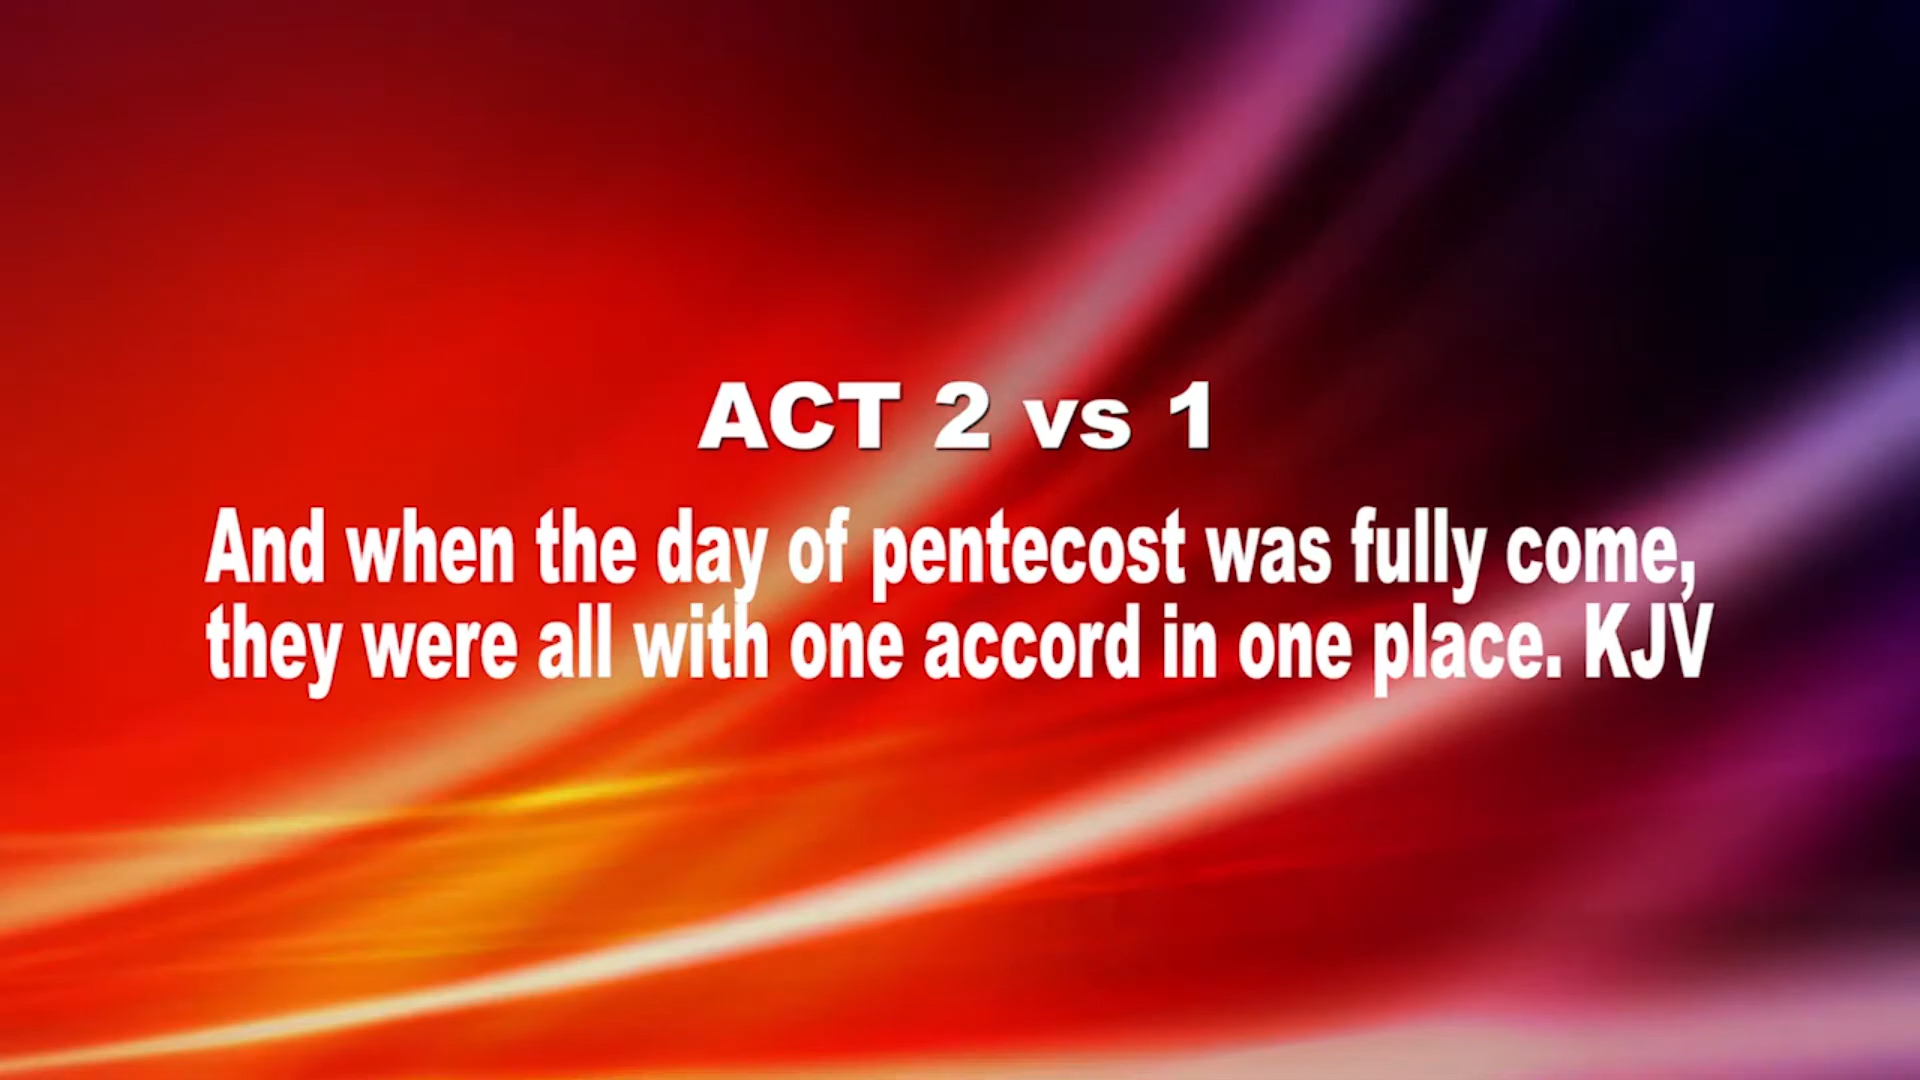 ACT 2 vs 1
And when the day of pentecost was fully come,
they were all with one accord in one place. KJV